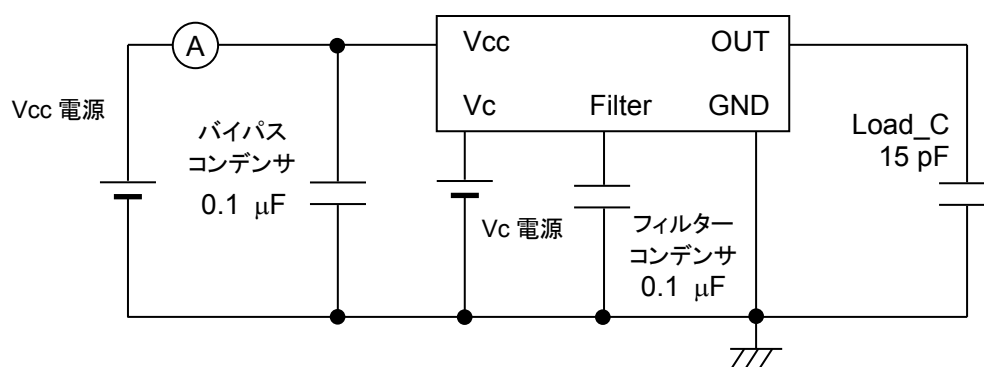 A
Vcc
OUT
Vcc 電源
Vc
Filter
GND
バイパス
コンデンサ
0.1 μF
Load_C
15 pF
Vc 電源
フィルター
コンデンサ
0.1 μF